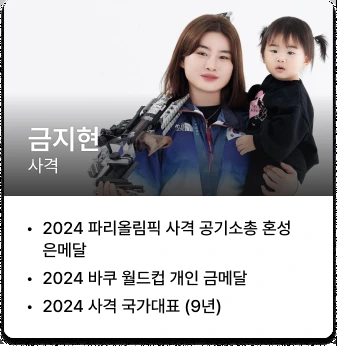 금지현
사격
• 2024 파리올림픽 사격 공기소총 혼성
은메달
• 2024 바쿠 월드컵 개인 금메달
• 2024 사격 국가대표 (9년)